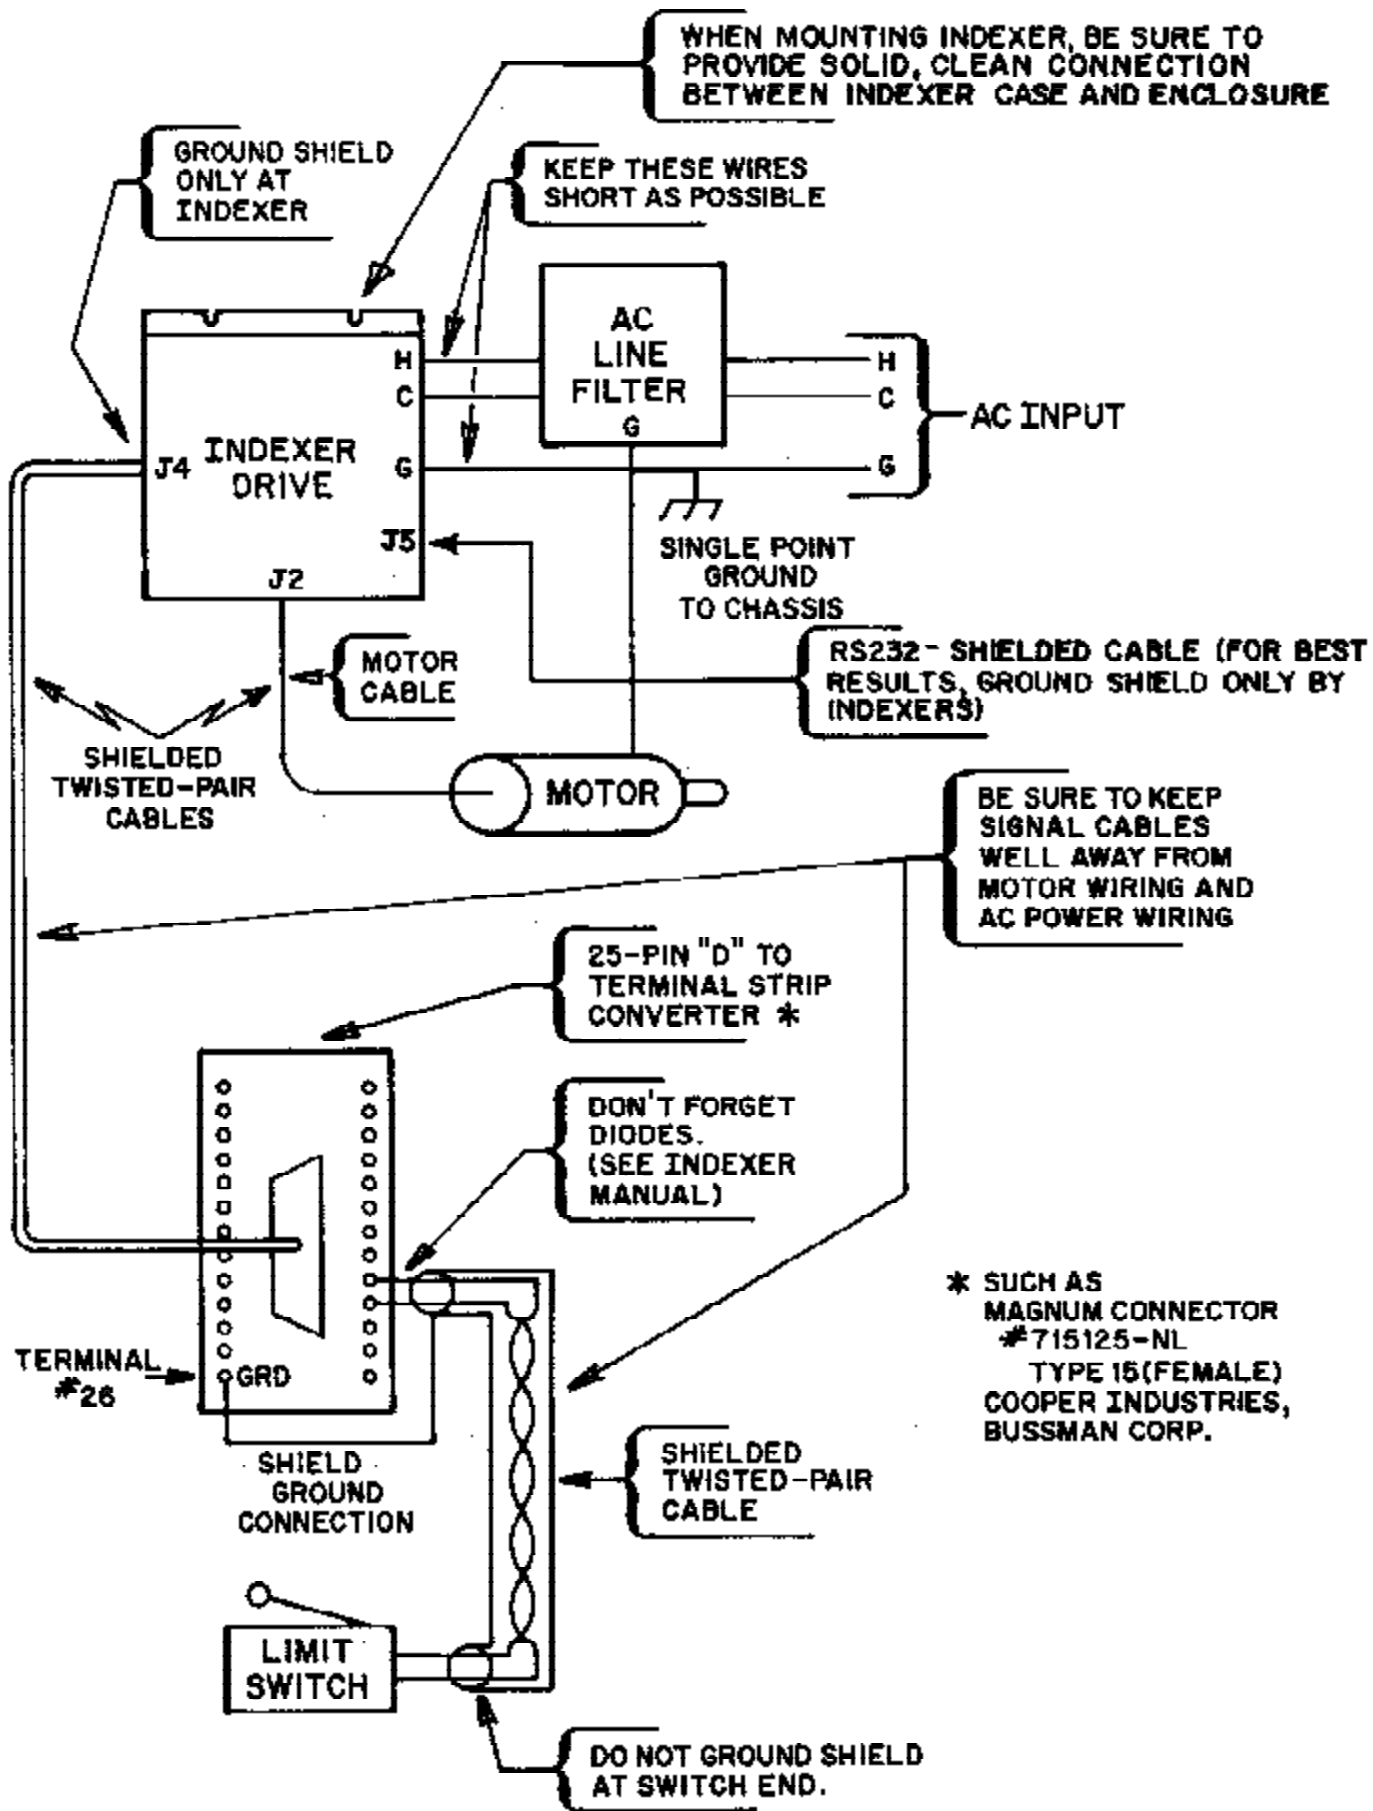 WHEN MOUNTING INDEXER, BE SURE TO
PROVIDE SOLID, CLEAN CONNECTION
BETWEEN INDEXER CASE AND ENCLOSURE
GROUND SHIELD
ONLY AT
INDEXER
KEEP THESE WIRES
SHORT AS POSSIBLE
AC
LINE
FILTER
G
H
C
G
H
C
G
AC INPUT
J4
INDEXER
DRIVE
J5
J2
SINGLE POINT
GROUND
TO CHASSIS
MOTOR
CABLE
RS232- SHIELDED CABLE (FOR BEST
RESULTS, GROUND SHIELD ONLY BY
INDEXERS)
SHIELDED
TWISTED-PAIR
CABLES
MOTOR
BE SURE TO KEEP
SIGNAL CABLES
WELL AWAY FROM
MOTOR WIRING AND
AC POWER WIRING
25-PIN "D" TO
TERMINAL STRIP
CONVERTER *
DON'T FORGET
DIODES.
(SEE INDEXER
MANUAL)
* SUCH AS
MAGNUM CONNECTOR
#715125-NL
TYPE 15(FEMALE)
COOPER INDUSTRIES,
BUSSMAN CORP.
TERMINAL
#26
GRD
SHIELD
GROUND
CONNECTION
SHIELDED
TWISTED-PAIR
CABLE
LIMIT
SWITCH
DO NOT GROUND SHIELD
AT SWITCH END.